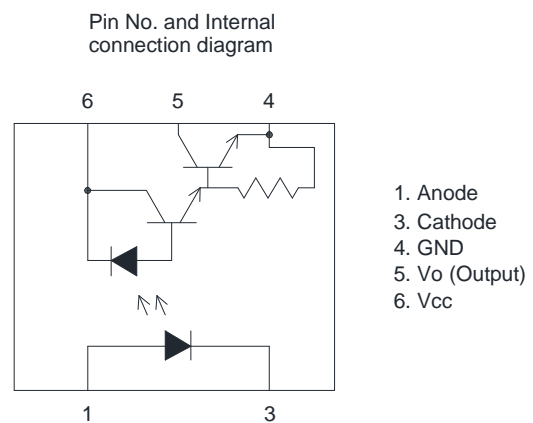 Pin No. and Internal
connection diagram
6 5 4
1. Anode
3. Cathode
4. GND
5. Vo (Output)
6. Vcc
1 3